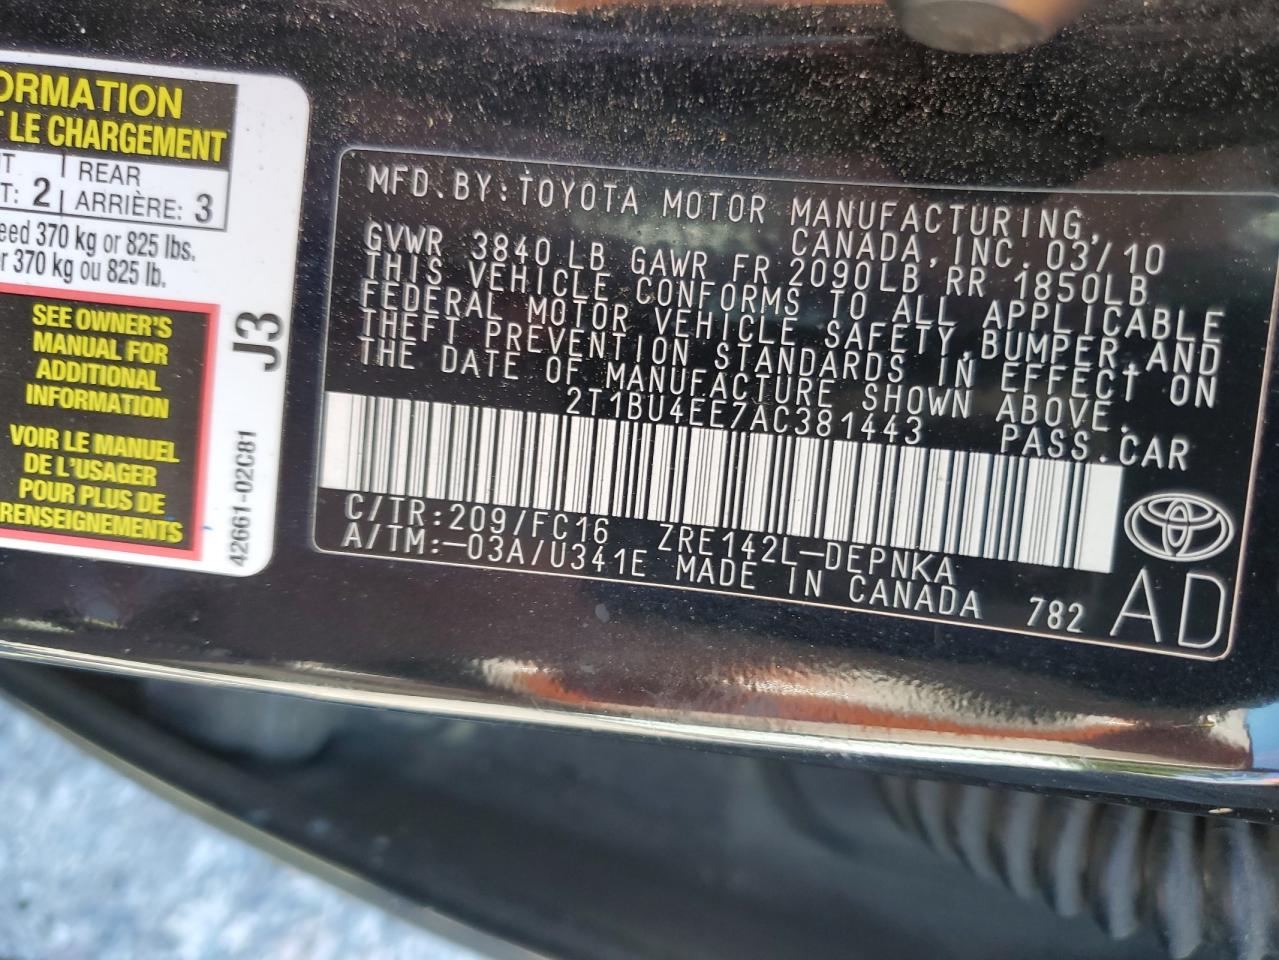 ORMATION
T LE CHARGEMENT
REAR
T: 2 ARRIÈRE: 3
eed 370 kg or 825 lbs.
r 370 kg ou 825 lb.
SEE OWNER'S
MANUAL FOR
ADDITIONAL
INFORMATION
VOIR LE MANUEL
DE L'USAGER
POUR PLUS DE
RENSEIGNEMENTS
J3
42661-02C81
MFD.BY:TOYOTA MOTOR MANUFACTURING,
CANADA,INC.03/10
GVWR 3840 LB GAWR FR 2090LB RR 1850LB
THIS VEHICLE CONFORMS TO ALL APPLICABLE
FEDERAL MOTOR VEHICLE SAFETY,BUMPER,AND
THEFT PREVENTION STANDARDS IN EFFECT ON
THE DATE OF MANUFACTURE SHOWN ABOVE.
2T1BU4EE7AC381443 PASS.CAR
C/TR:209/FC16 ZRE142L-DEPNKA
A/TM:-03A/U341E MADE IN CANADA 782
AD